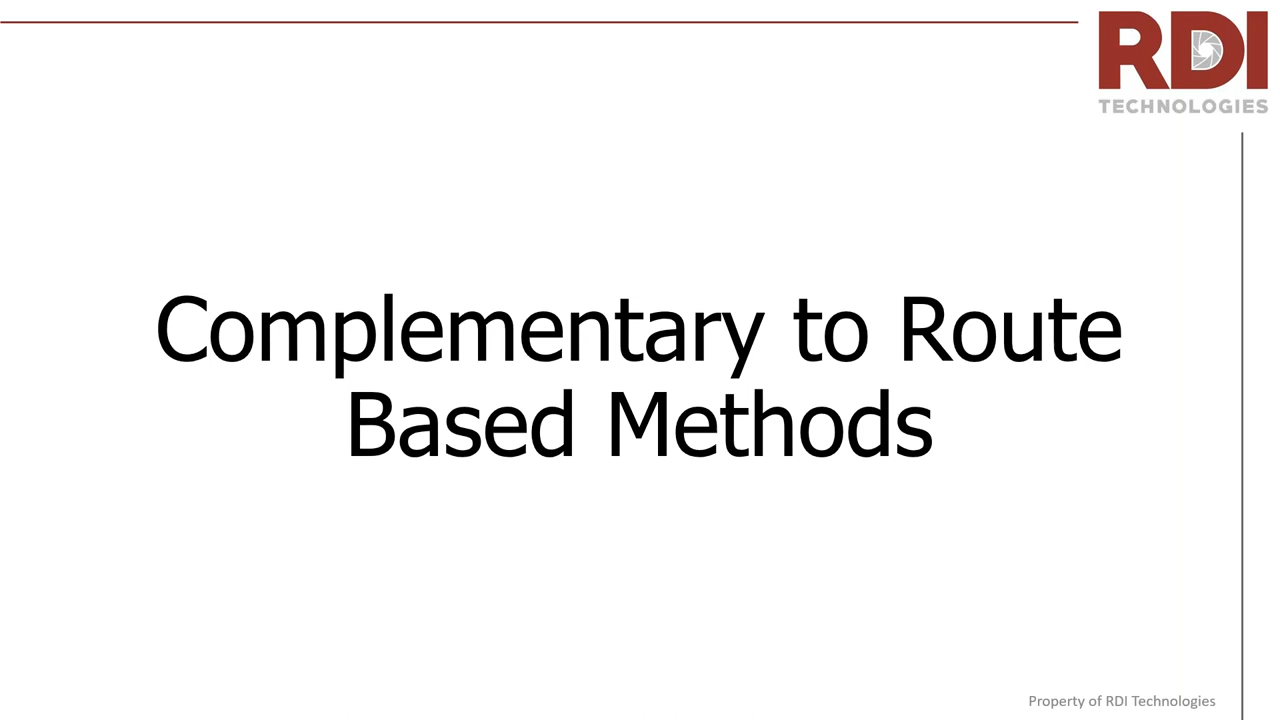 RDI
TECHNOLOGIES
Complementary to Route
Based Methods
Property of RDI Technologies